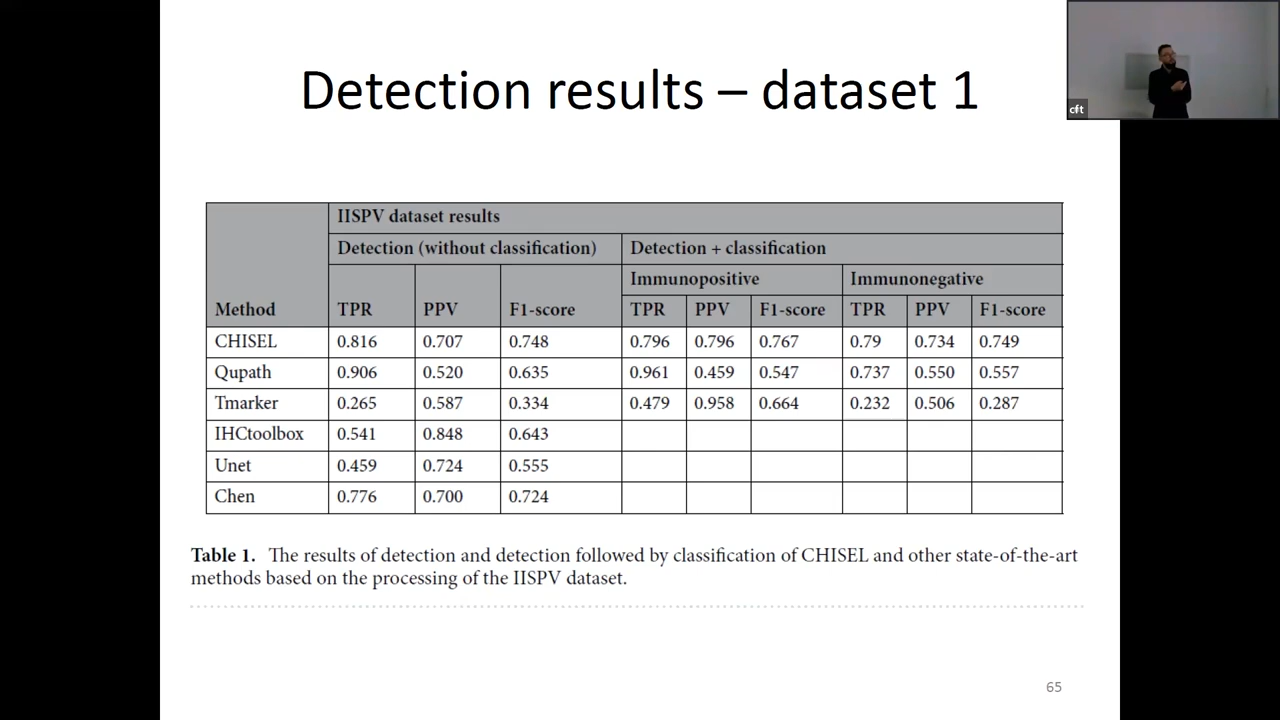 Detection results – dataset 1
cft
IISPV dataset results
Detection (without classification) Detection + classification
Immunopositive Immunonegative
Method TPR PPV F1-score TPR PPV F1-score TPR PPV F1-score
CHISEL 0.816 0.707 0.748 0.796 0.796 0.767 0.79 0.734 0.749
Qupath 0.906 0.520 0.635 0.961 0.459 0.547 0.737 0.550 0.557
Tmarker 0.265 0.587 0.334 0.479 0.958 0.664 0.232 0.506 0.287
IHCtoolbox 0.541 0.848 0.643
Unet 0.459 0.724 0.555
Chen 0.776 0.700 0.724
Table 1. The results of detection and detection followed by classification of CHISEL and other state-of-the-art
methods based on the processing of the IISPV dataset.
65